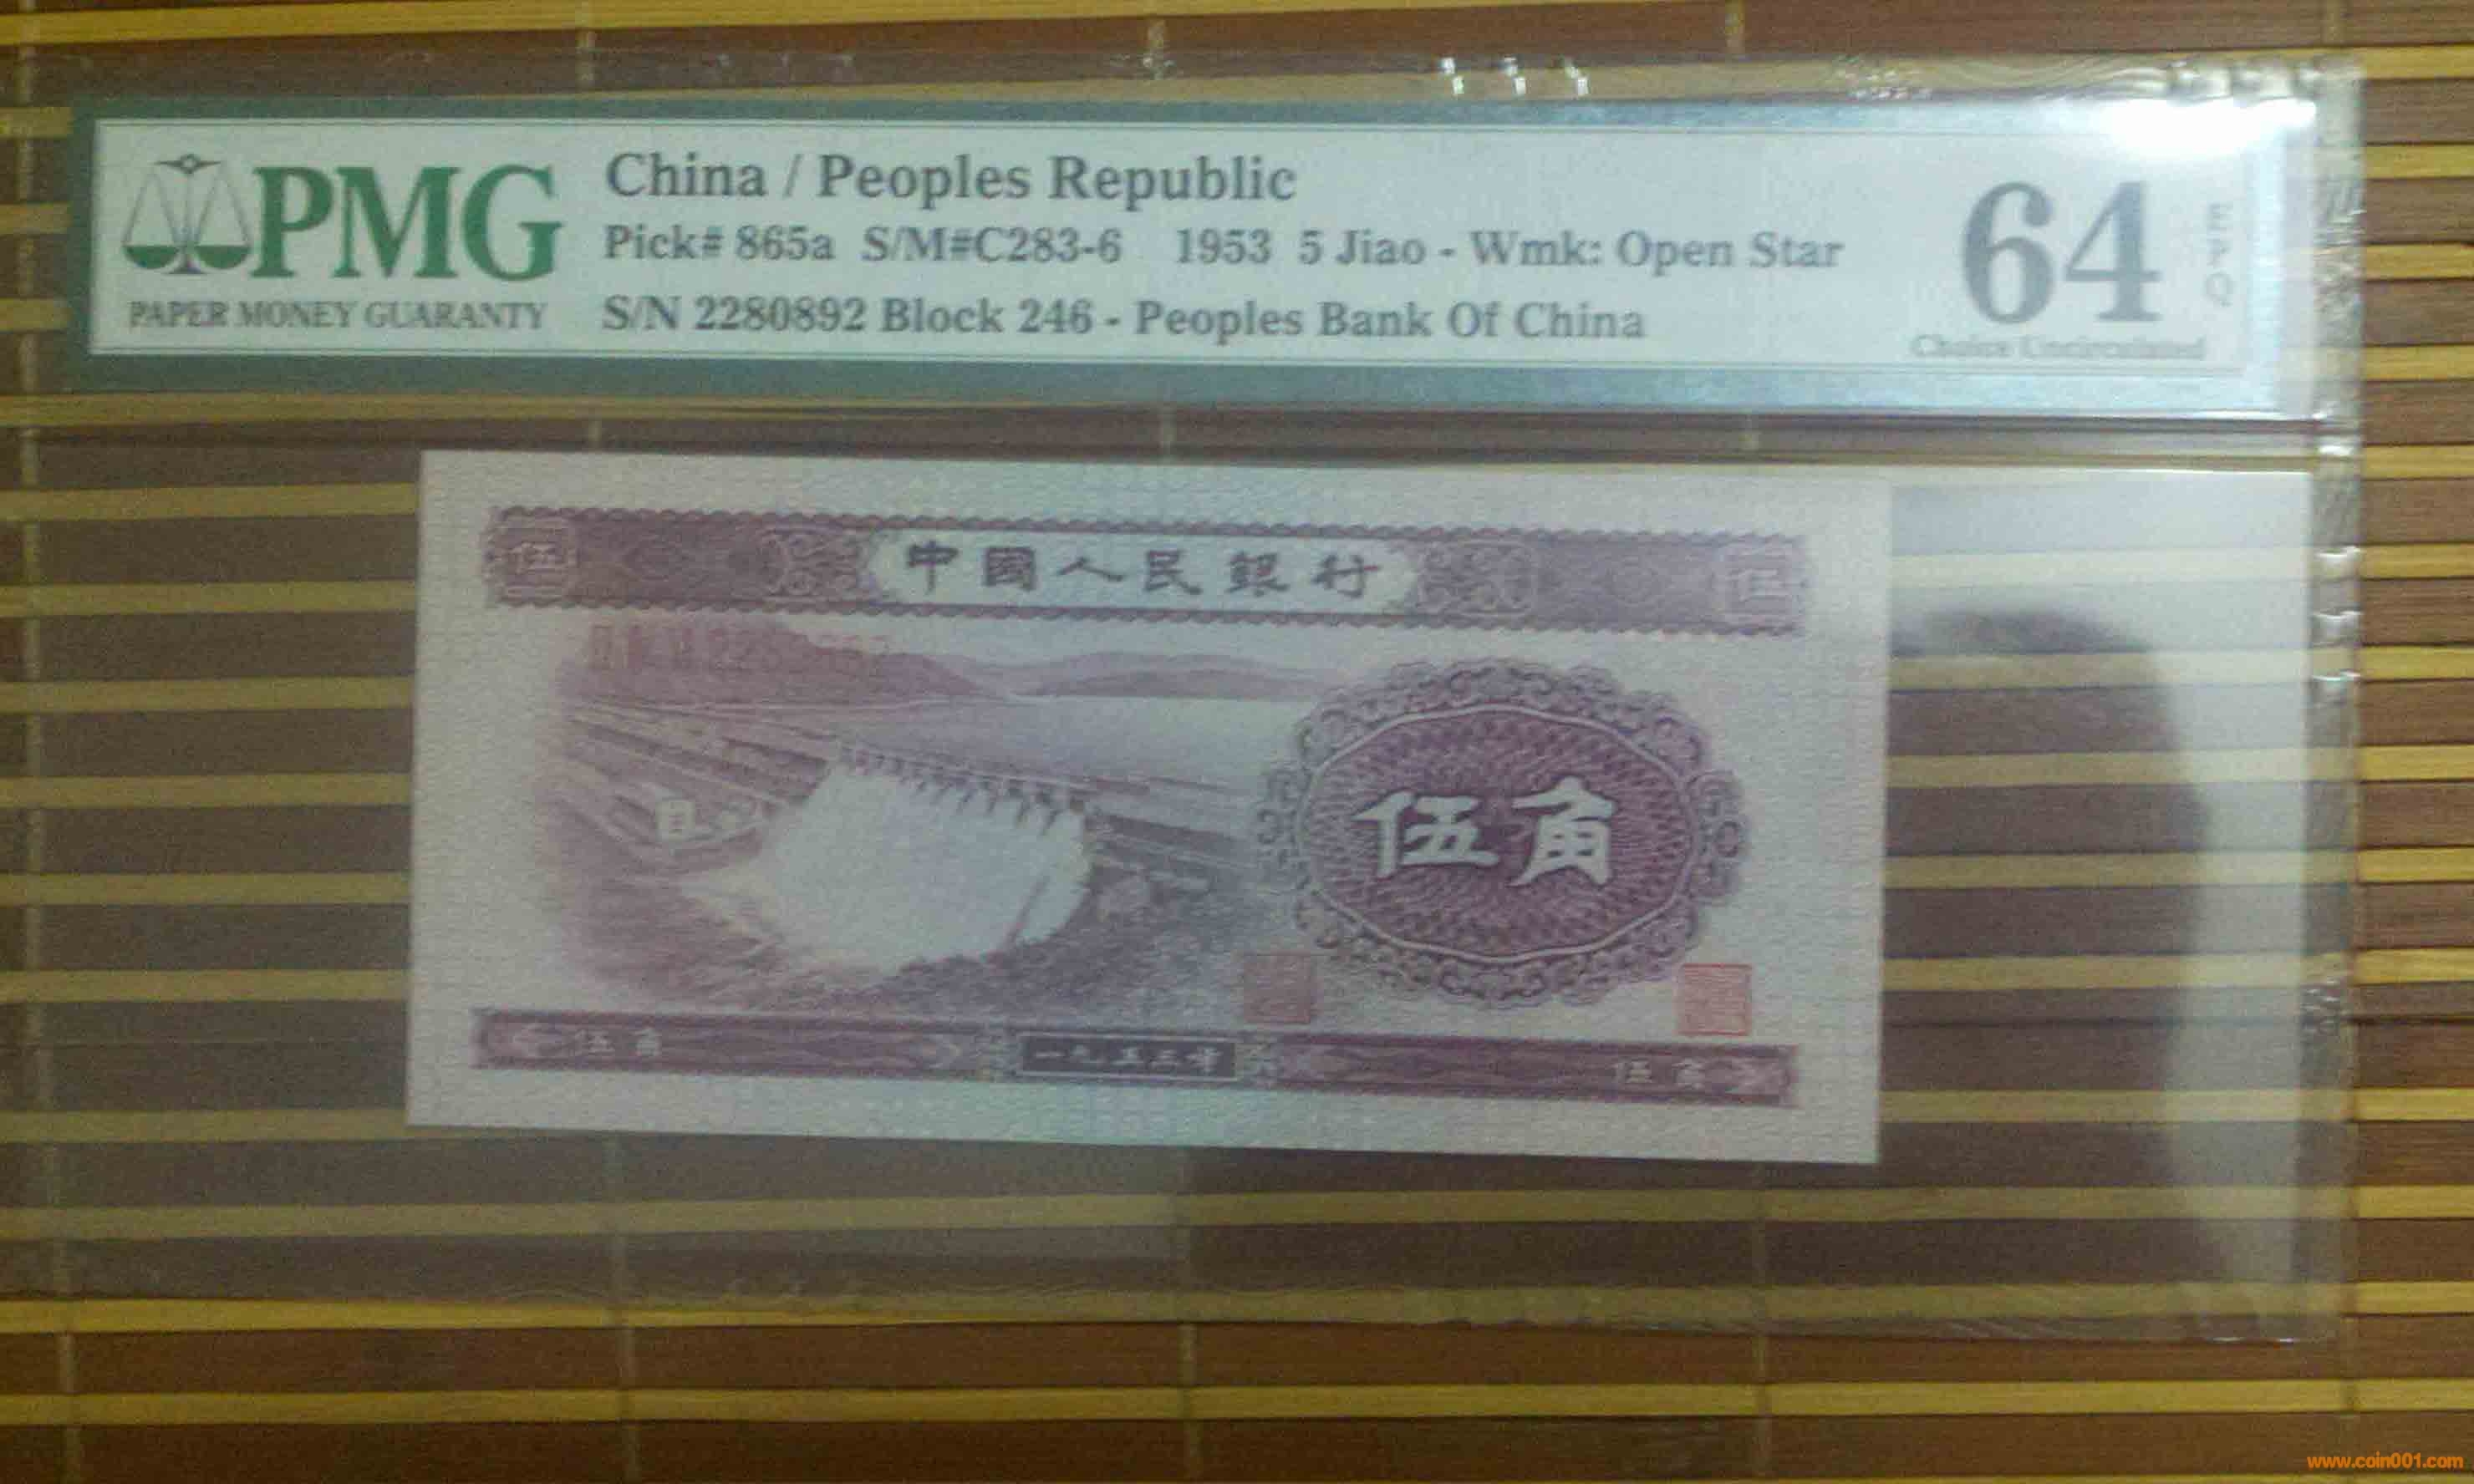 PMG
PAPER MONEY GUARANTY
China / Peoples Republic
Pick# 865a S/M#C283-6 1953 5 Jiao - Wmk: Open Star
S/N 2280892 Block 246 - Peoples Bank Of China
64
EPQ
Choice Uncirculated
伍
中國人民銀行
伍
伍角
伍角
一九五三年
伍角
www.coin001.com